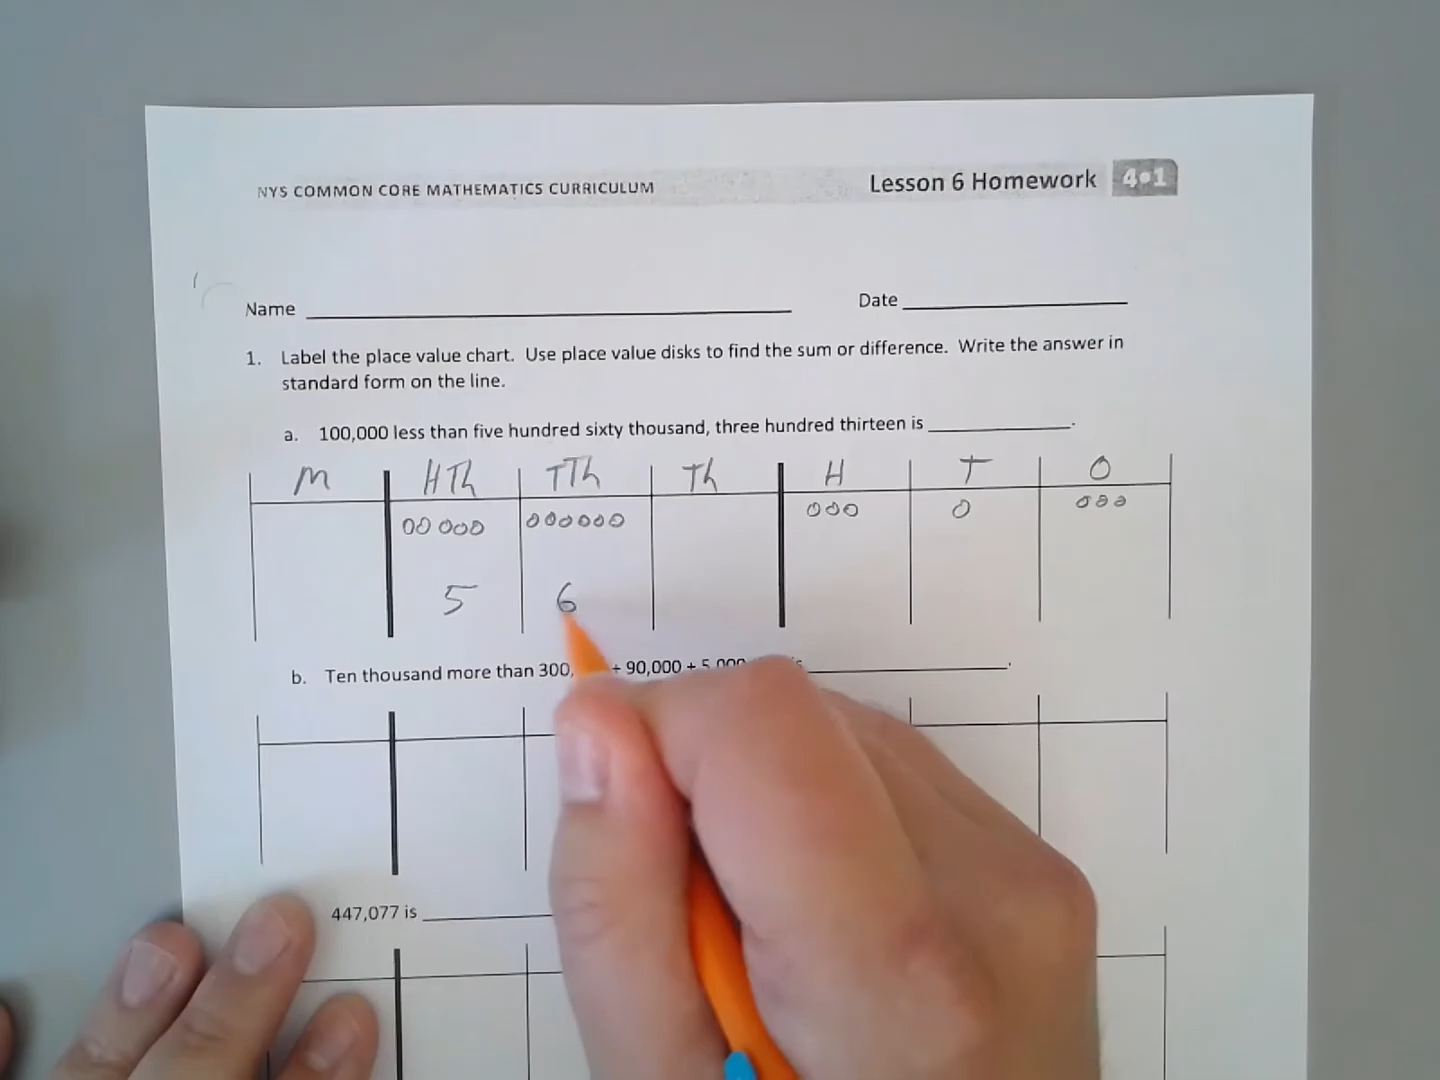 NYS COMMON CORE MATHEMATICS CURRICULUM Lesson 6 Homework 4•1
Name Date
1. Label the place value chart. Use place value disks to find the sum or difference. Write the answer in
standard form on the line.
a. 100,000 less than five hundred sixty thousand, three hundred thirteen is .
M HTh TTh Th H T O
5 6
b. Ten thousand more than 300, + 90,000 + 5,000 .
447,077 is